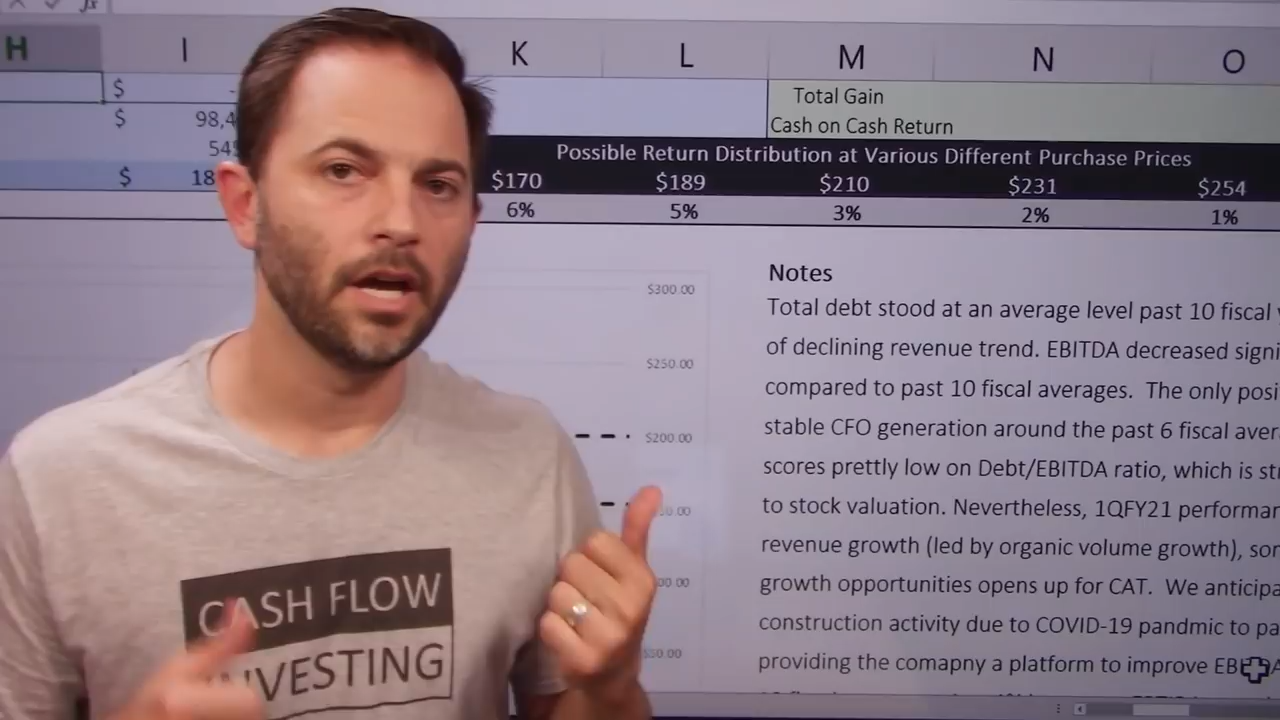 H I K L M N O
$ - Total Gain
$ 98,4 Cash on Cash Return
54 Possible Return Distribution at Various Different Purchase Prices
$ 18 $170 $189 $210 $231 $254
6% 5% 3% 2% 1%
Notes
$300.00
Total debt stood at an average level past 10 fiscal
of declining revenue trend. EBITDA decreased signi
$250.00
compared to past 10 fiscal averages. The only posi
stable CFO generation around the past 6 fiscal aver
$200.00
scores prettly low on Debt/EBITDA ratio, which is st
to stock valuation. Nevertheless, 1QFY21 performan
revenue growth (led by organic volume growth), so
growth opportunities opens up for CAT. We anticipa
construction activity due to COVID-19 pandmic to pa
$50.00
providing the comapny a platform to improve
CASH FLOW
INVESTING